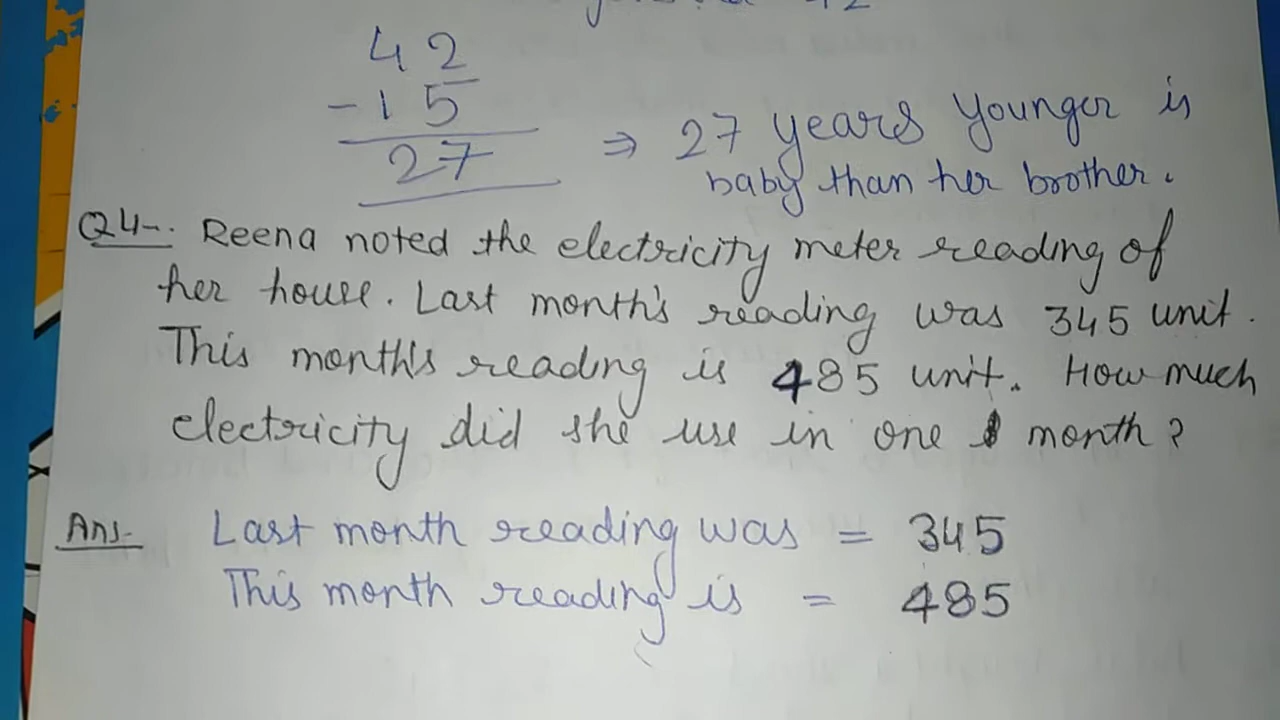 42
- 15
27
⇒ 27 years younger is
baby than her brother.
Q4-. Reena noted the electricity meter reading of
her house. Last month's reading was 345 unit.
This month's reading is 485 unit. How much
electricity did she use in one month?
Ans- Last month reading was = 345
This month reading is = 485